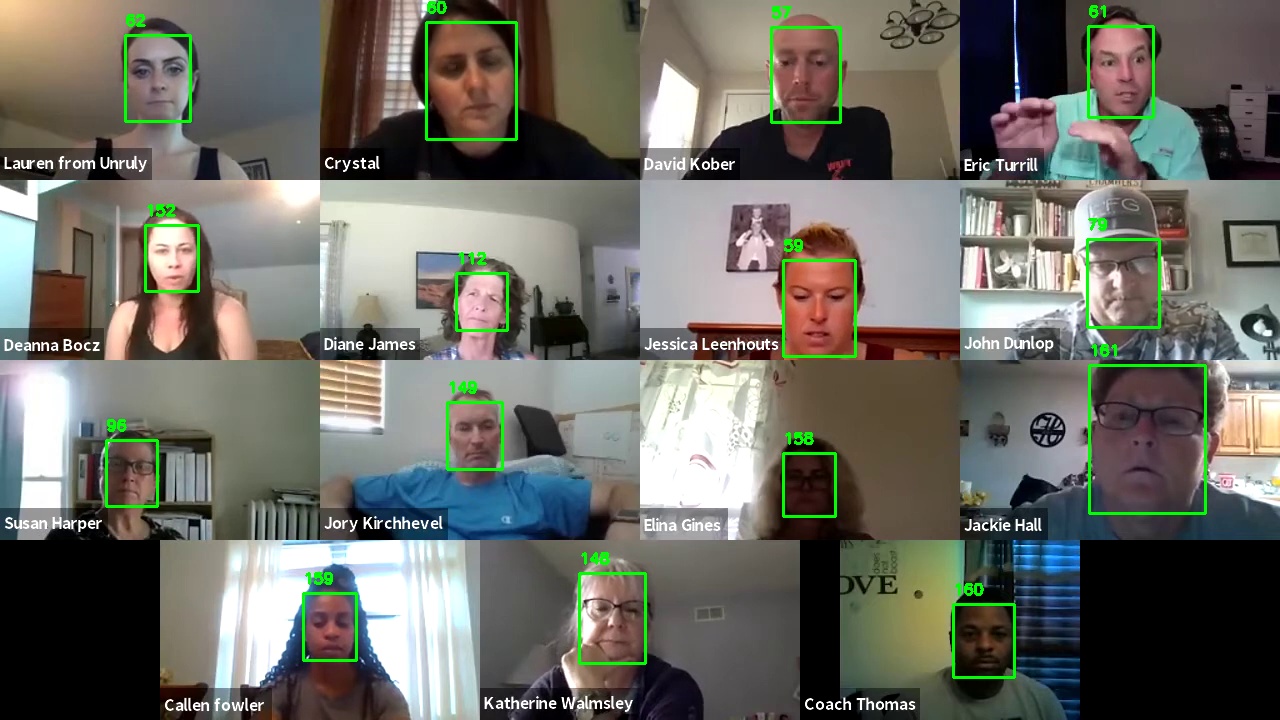 62
60
57
61
Lauren from Unruly
Crystal
David Kober
Eric Turrill
152
112
59
79
EFG
Deanna Bocz
Diane James
Jessica Leenhouts
John Dunlop
96
149
158
161
Susan Harper
Jory Kirchhevel
Elina Gines
Jackie Hall
159
146
160
OVE
Callen fowler
Katherine Walmsley
Coach Thomas